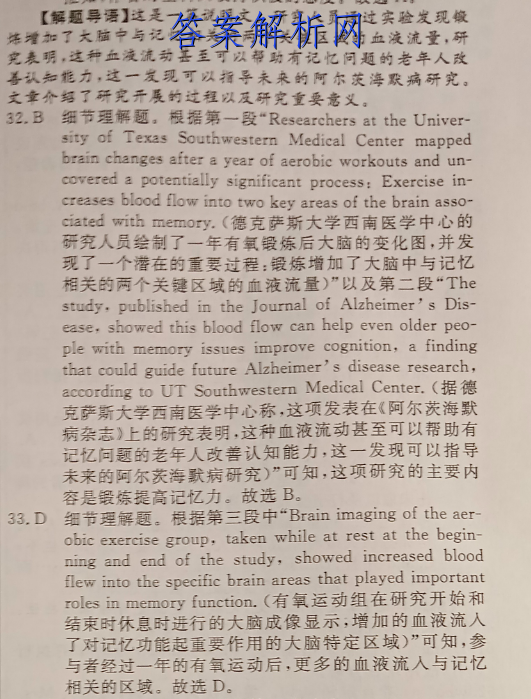 【解题导语】这是一
答案解析网
过实验发现锻
炼增加了大脑中与记
血液流量,研
究表明,这种血液流动甚至可以帮助有记忆问题的老年人改
善认知能力,这一发现可以指导未来的阿尔茨海默病研究。
文章介绍了研究开展的过程以及研究重要意义。
32. B 细节理解题。根据第一段“Researchers at the Univer-
sity of Texas Southwestern Medical Center mapped
brain changes after a year of aerobic workouts and un-
covered a potentially significant process: Exercise in-
creases blood flow into two key areas of the brain asso-
ciated with memory. (德克萨斯大学西南医学中心的
研究人员绘制了一年有氧锻炼后大脑的变化图,并发
现了一个潜在的重要过程:锻炼增加了大脑中与记忆
相关的两个关键区域的血液流量)”以及第二段“The
study, published in the Journal of Alzheimer’s Dis-
ease, showed this blood flow can help even older peo-
ple with memory issues improve cognition, a finding
that could guide future Alzheimer’s disease research,
according to UT Southwestern Medical Center. (据德
克萨斯大学西南医学中心称,这项发表在《阿尔茨海默
病杂志》上的研究表明,这种血液流动甚至可以帮助有
记忆问题的老年人改善认知能力,这一发现可以指导
未来的阿尔茨海默病研究)”可知,这项研究的主要内
容是锻炼提高记忆力。故选 B。
33. D 细节理解题。根据第三段中“Brain imaging of the aer-
obic exercise group, taken while at rest at the begin-
ning and end of the study, showed increased blood
flew into the specific brain areas that played important
roles in memory function. (有氧运动组在研究开始和
结束时休息时进行的大脑成像显示,增加的血液流入
了对记忆功能起重要作用的大脑特定区域)”可知,参
与者经过一年的有氧运动后,更多的血液流入与记忆
相关的区域。故选 D。